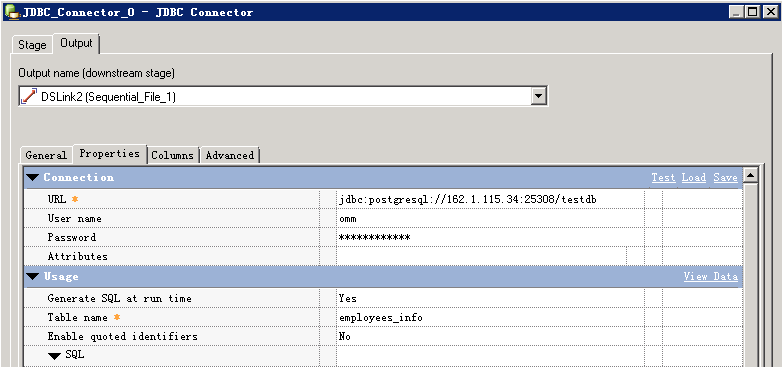 JDBC_Connector_0 - JDBC Connector
Stage Output
Output name (downstream stage)
DSLink2 (Sequential_File_1)
General Properties Columns Advanced
Connection Test Load Save
URL * jdbc:postgresql://162.1.115.34:25308/testdb
User name omm
Password ************
Attributes
Usage View Data
Generate SQL at run time Yes
Table name * employees_info
Enable quoted identifiers No
SQL